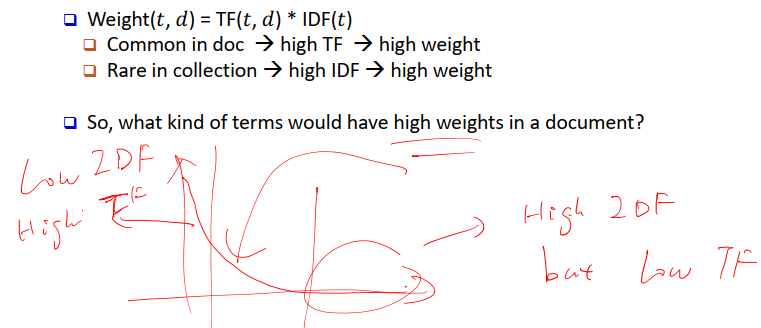 Weight(t, d) = TF(t, d) * IDF(t)
Common in doc → high TF → high weight
Rare in collection → high IDF → high weight
So, what kind of terms would have high weights in a document?
Low IDF
High TF
High IDF
but low TF